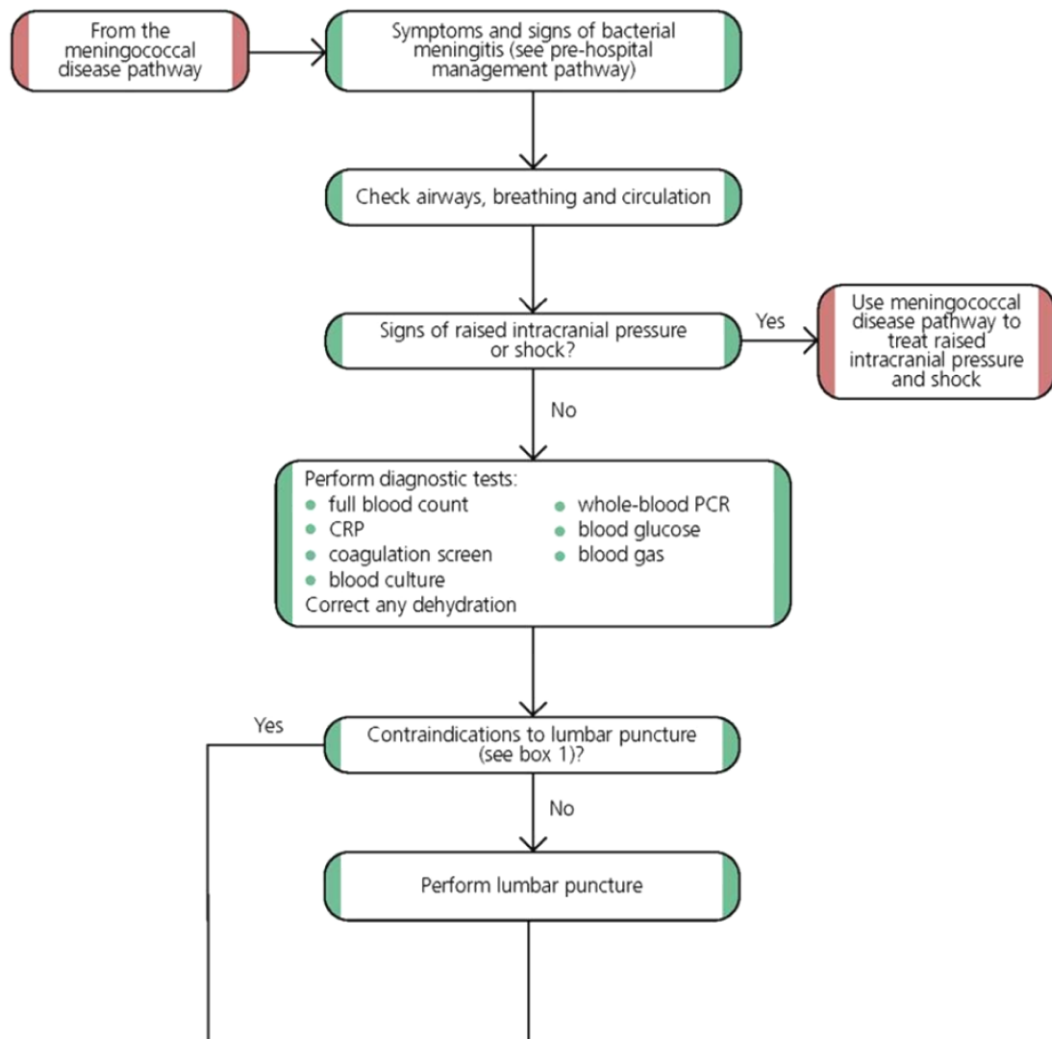 From the
meningococcal
disease pathway
Symptoms and signs of bacterial
meningitis (see pre-hospital
management pathway)
Check airways, breathing and circulation
Signs of raised intracranial pressure
or shock?
Yes
Use meningococcal
disease pathway to
treat raised
intracranial pressure
and shock
No
Perform diagnostic tests:
● full blood count
● CRP
● coagulation screen
● blood culture
● whole-blood PCR
● blood glucose
● blood gas
Correct any dehydration
Contraindications to lumbar puncture
(see box 1)?
Yes
No
Perform lumbar puncture